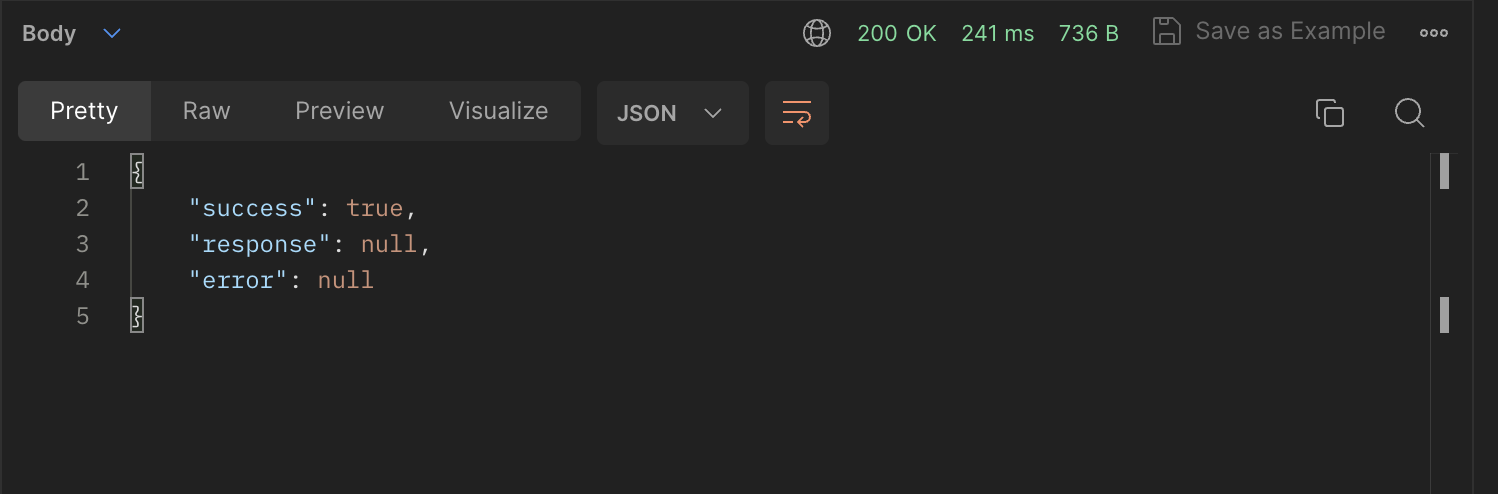 Body 200 OK 241 ms 736 B Save as Example
Pretty Raw Preview Visualize JSON
1 {
2 "success": true,
3 "response": null,
4 "error": null
5 }